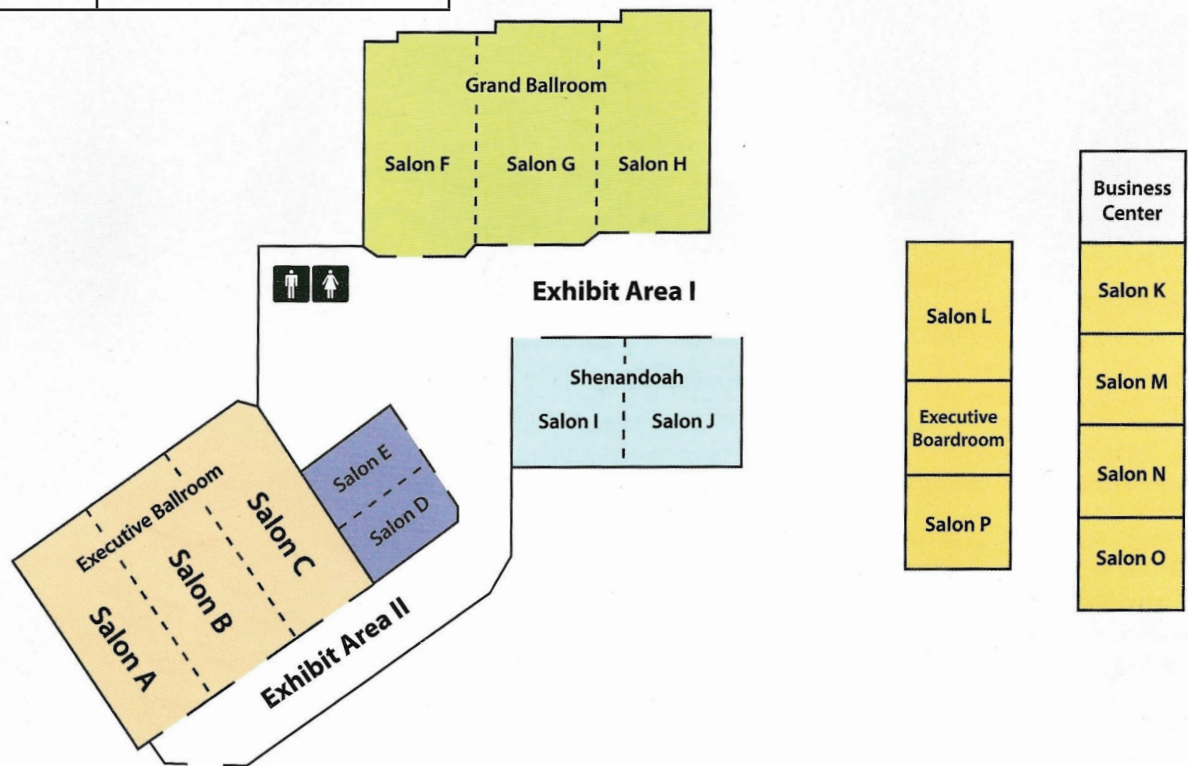 Grand Ballroom
Salon F
Salon G
Salon H
Exhibit Area I
Shenandoah
Salon I
Salon J
Executive Ballroom
Salon A
Salon B
Salon C
Salon E
Salon D
Exhibit Area II
Salon L
Executive
Boardroom
Salon P
Business
Center
Salon K
Salon M
Salon N
Salon O